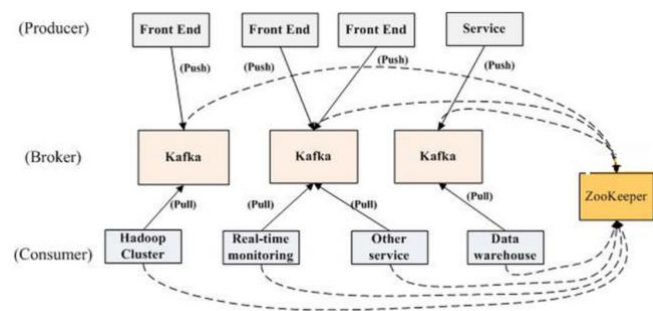 (Producer)
Front End
Front End
Front End
Service
(Push)
(Push)
(Push)
(Push)
(Broker)
Kafka
Kafka
Kafka
ZooKeeper
(Pull)
(Pull)
(Pull)
(Pull)
(Consumer)
Hadoop
Cluster
Real-time
monitoring
Other
service
Data
warehouse